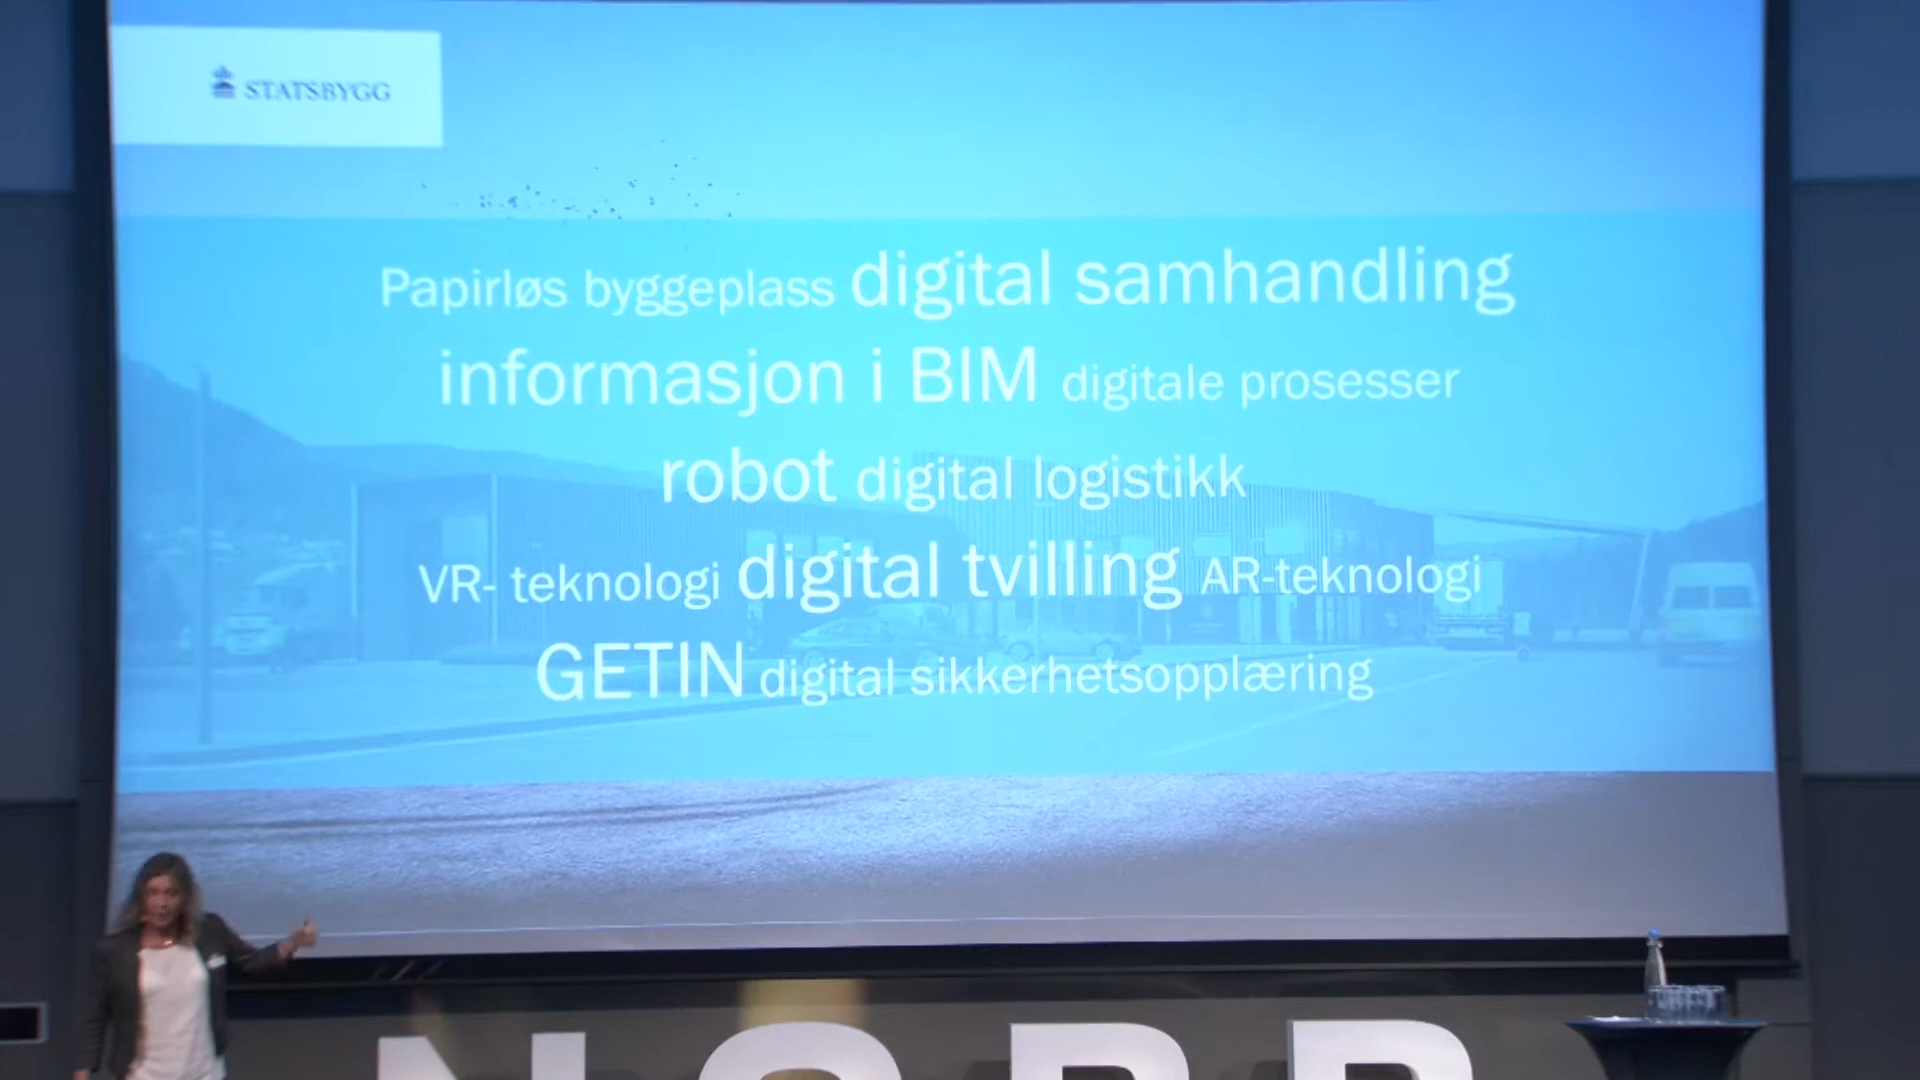 STATSBYGG
Papirløs byggeplass digital samhandling
informasjon i BIM digitale prosesser
robot digital logistikk
VR- teknologi digital tvilling AR-teknologi
GETIN digital sikkerhetsopplæring